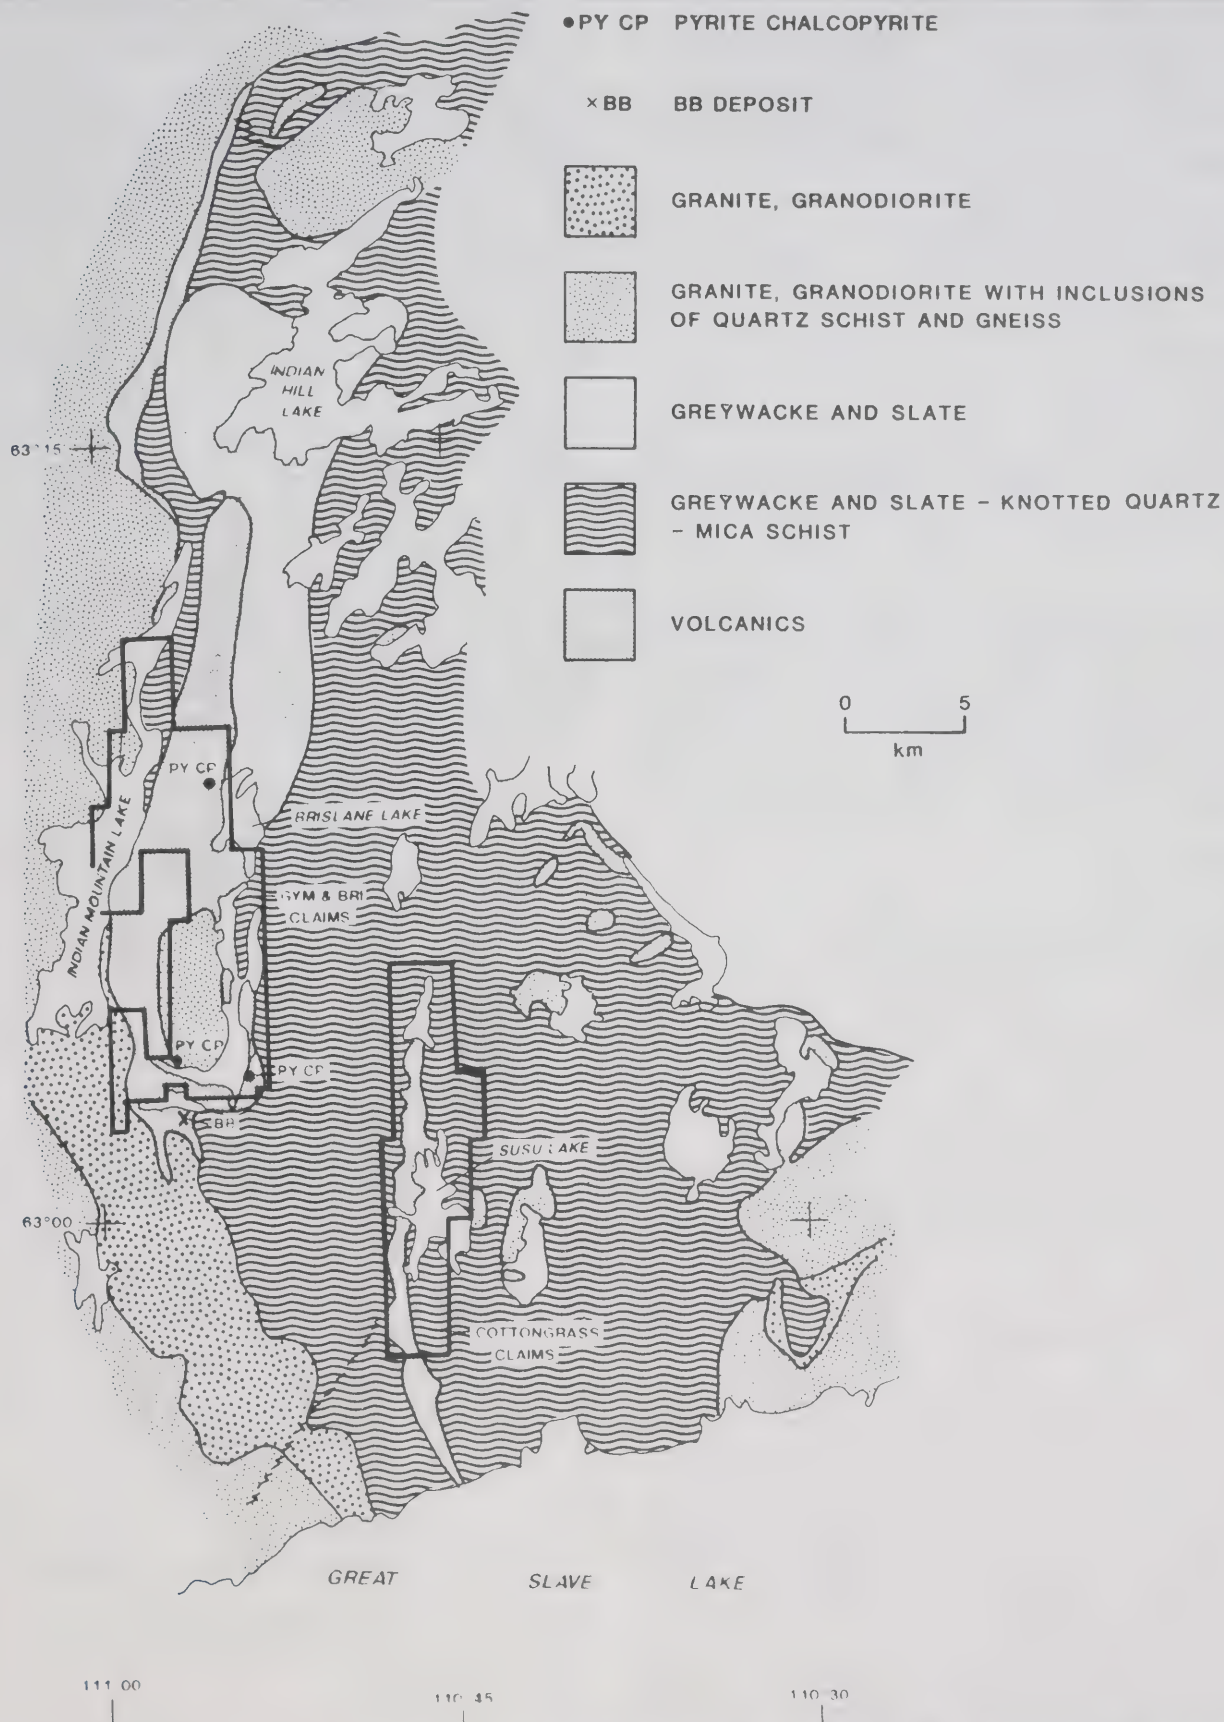 ●PY CP PYRITE CHALCOPYRITE
×BB BB DEPOSIT
GRANITE, GRANODIORITE
GRANITE, GRANODIORITE WITH INCLUSIONS
OF QUARTZ SCHIST AND GNEISS
GREYWACKE AND SLATE
GREYWACKE AND SLATE – KNOTTED QUARTZ
– MICA SCHIST
VOLCANICS
0 5
km
INDIAN
HILL
LAKE
63°15
PY CP
BRISLANE LAKE
INDIAN MOUNTAIN LAKE
GYM & BRI
CLAIMS
PY CP
PY CP
BB
SUSU LAKE
63°00
COTTONGRASS
CLAIMS
GREAT SLAVE LAKE
111 00
110 45
110 30